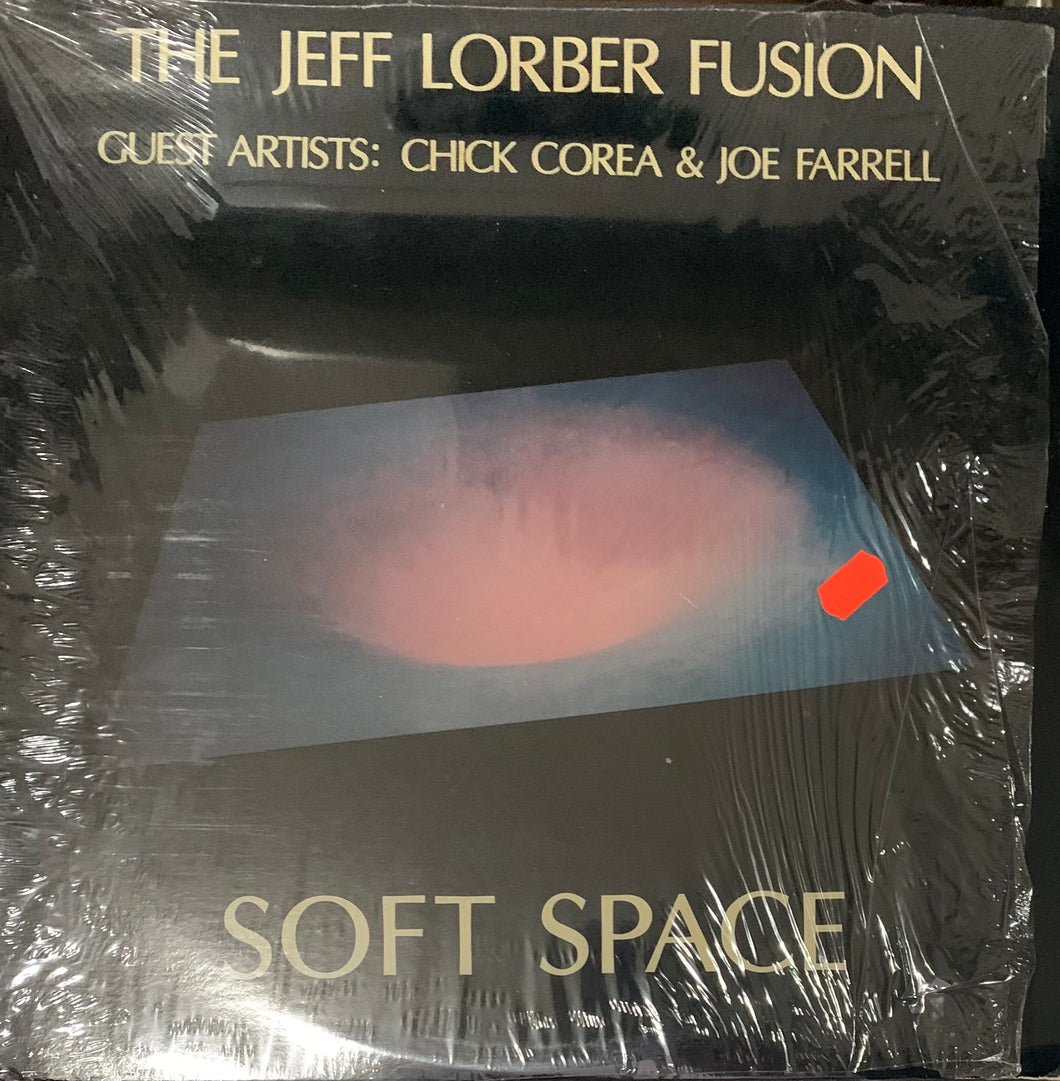 THE JEFF LORBER FUSION
GUEST ARTISTS: CHICK COREA & JOE FARRELL
SOFT SPACE